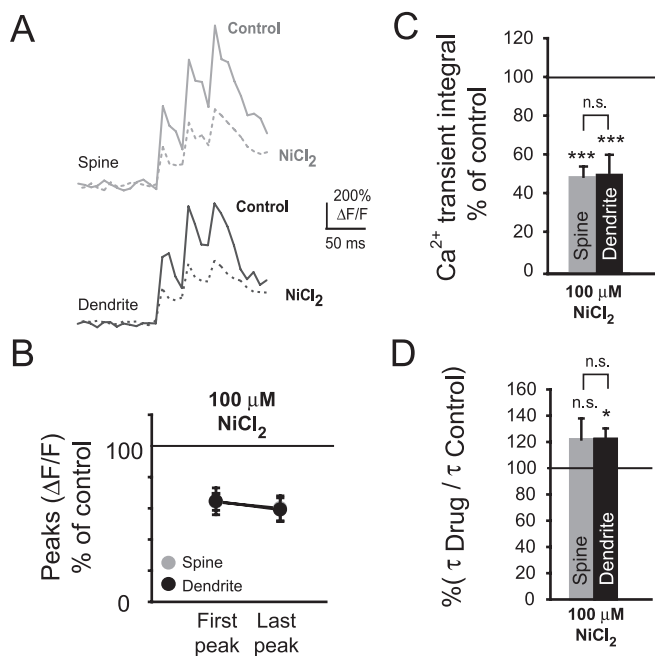 A
Control
NiCl2
Spine
Control
200%
ΔF/F
50 ms
NiCl2
Dendrite
B
100 μM
NiCl2
Peaks (ΔF/F)
% of control
100
0
Spine
Dendrite
First
peak
Last
peak
C
Ca2+ transient integral
% of control
120
100
80
60
40
20
0
n.s.
***
***
Spine
Dendrite
100 μM
NiCl2
D
%( τ Drug / τ Control)
160
140
120
100
80
60
40
20
0
n.s.
n.s.
*
Spine
Dendrite
100 μM
NiCl2